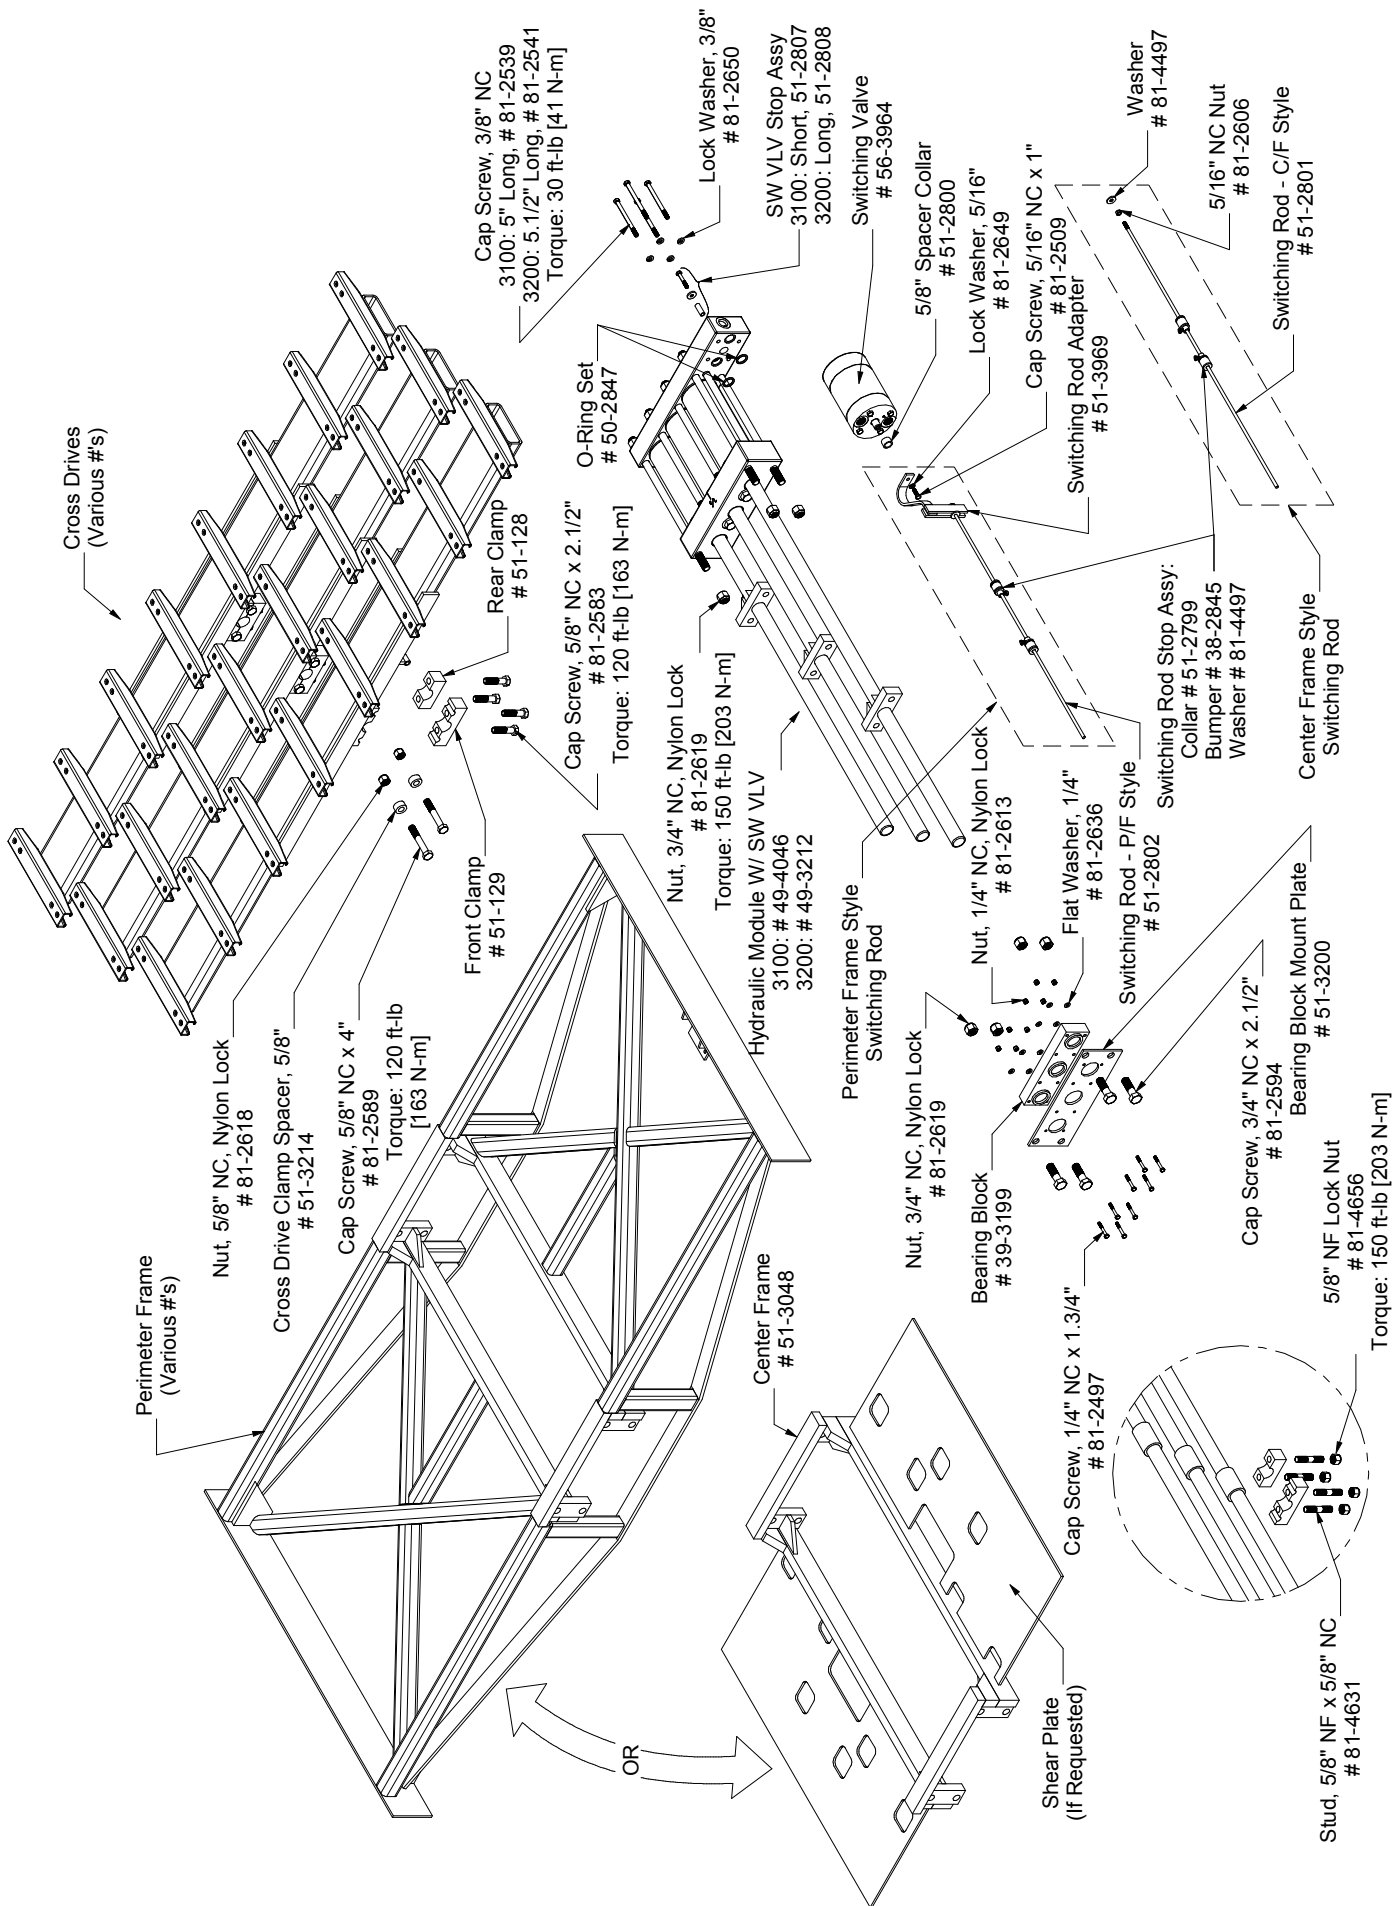 Cross Drives
(Various #'s)
Cap Screw, 3/8" NC
3100: 5" Long, # 81-2539
3200: 5.1/2" Long, # 81-2541
Torque: 30 ft-lb [41 N-m]
Lock Washer, 3/8"
# 81-2650
SW VLV Stop Assy
3100: Short, 51-2807
3200: Long, 51-2808
Switching Valve
# 56-3964
5/8" Spacer Collar
# 51-2800
Lock Washer, 5/16"
# 81-2649
Cap Screw, 5/16" NC x 1"
# 81-2509
Switching Rod Adapter
# 51-3969
Washer
# 81-4497
5/16" NC Nut
# 81-2606
Switching Rod - C/F Style
# 51-2801
O-Ring Set
# 50-2847
Rear Clamp
# 51-128
Cap Screw, 5/8" NC x 2.1/2"
# 81-2583
Torque: 120 ft-lb [163 N-m]
Front Clamp
# 51-129
Nut, 3/4" NC, Nylon Lock
# 81-2619
Torque: 150 ft-lb [203 N-m]
Hydraulic Module W/ SW VLV
3100: # 49-4046
3200: # 49-3212
Perimeter Frame Style
Switching Rod
Switching Rod Stop Assy:
Collar # 51-2799
Bumper # 38-2845
Washer # 81-4497
Center Frame Style
Switching Rod
Nut, 1/4" NC, Nylon Lock
# 81-2613
Flat Washer, 1/4"
# 81-2636
Switching Rod - P/F Style
# 51-2802
Perimeter Frame
(Various #'s)
Nut, 5/8" NC, Nylon Lock
# 81-2618
Cross Drive Clamp Spacer, 5/8"
# 51-3214
Cap Screw, 5/8" NC x 4"
# 81-2589
Torque: 120 ft-lb
[163 N-m]
Nut, 3/4" NC, Nylon Lock
# 81-2619
Bearing Block
# 39-3199
Cap Screw, 3/4" NC x 2.1/2"
# 81-2594
Bearing Block Mount Plate
# 51-3200
Center Frame
# 51-3048
Cap Screw, 1/4" NC x 1.3/4"
# 81-2497
5/8" NF Lock Nut
# 81-4656
Torque: 150 ft-lb [203 N-m]
OR
Shear Plate
(If Requested)
Stud, 5/8" NF x 5/8" NC
# 81-4631